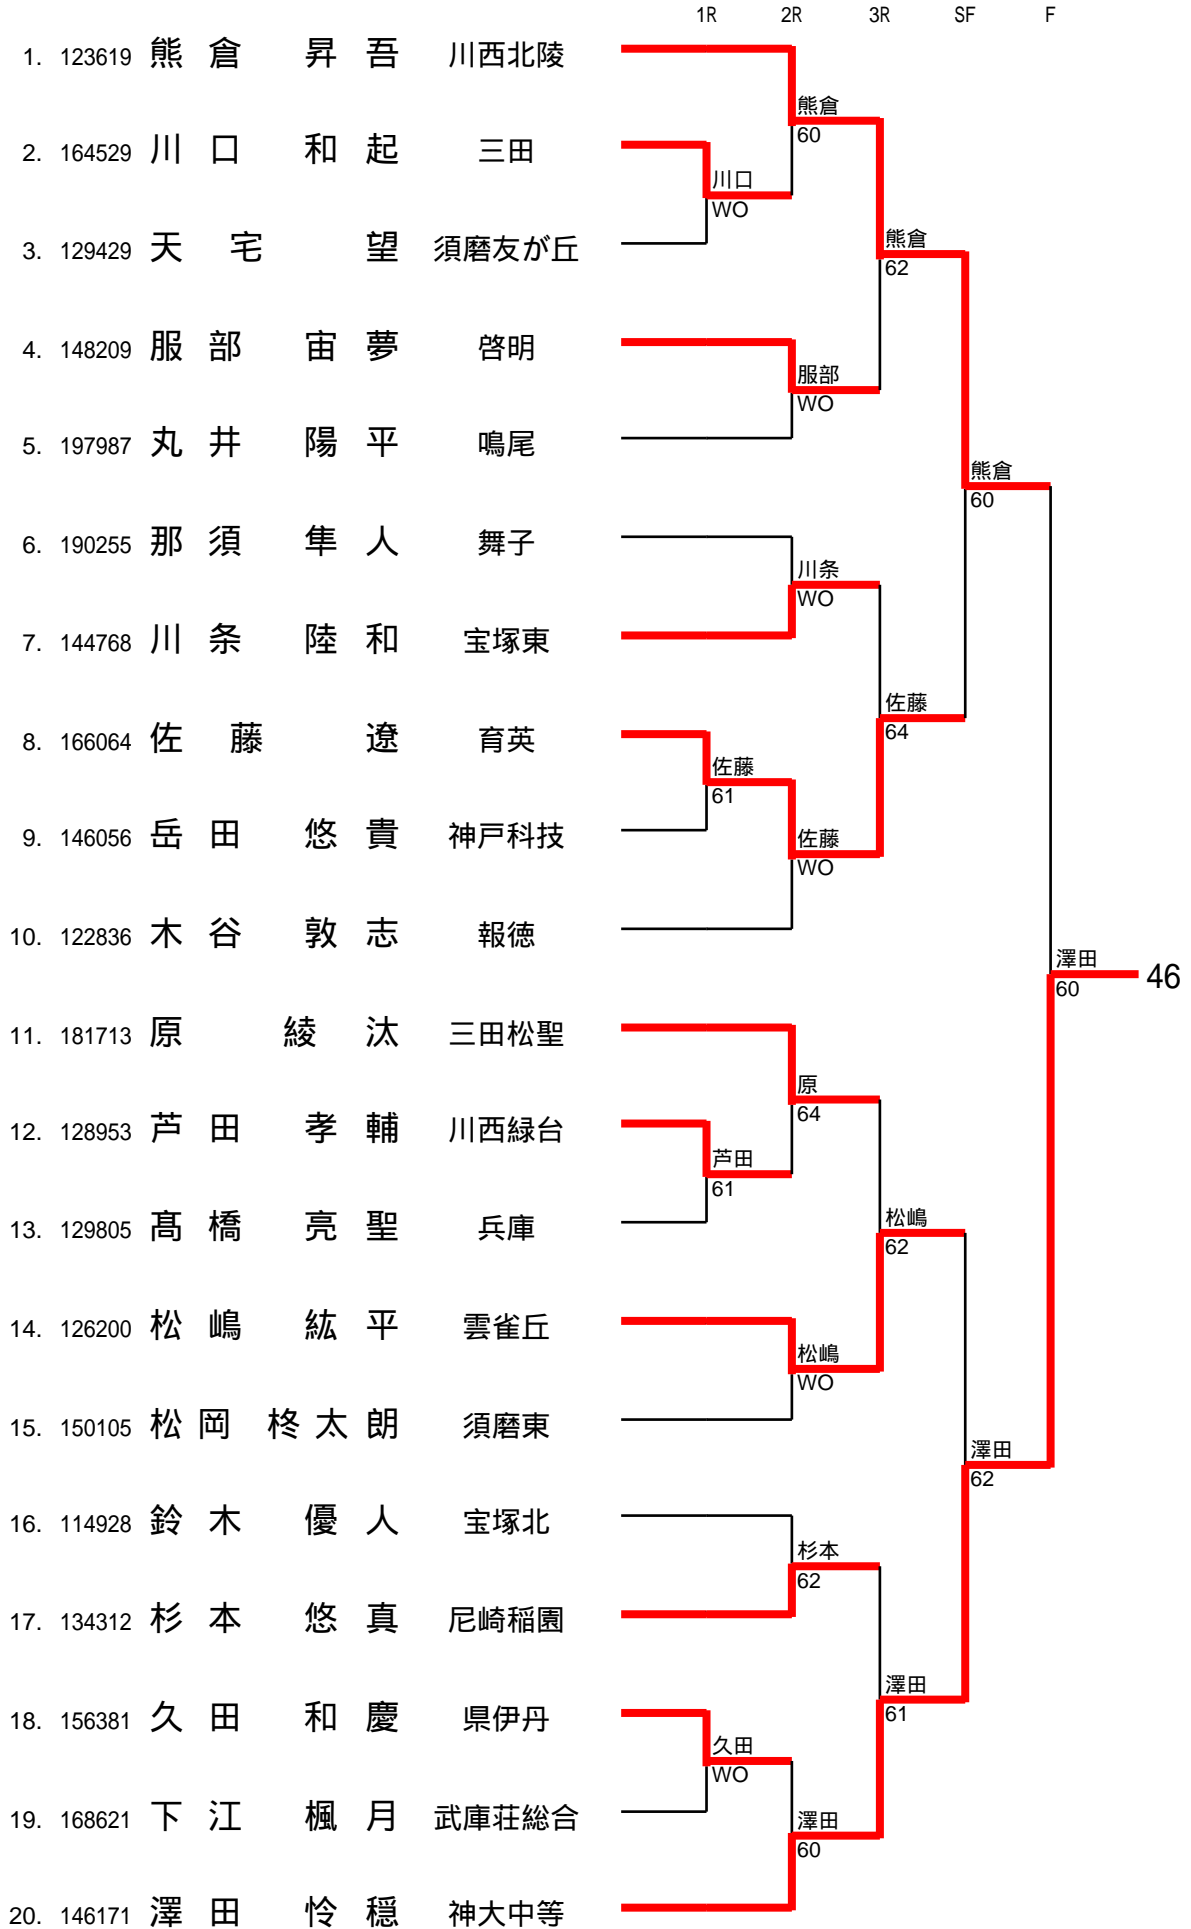 1R 2R 3R SF F
1. 123619 熊倉 昇吾 川西北陵
熊倉
60
2. 164529 川口 和起 三田
川口
WO
3. 129429 天宅 望 須磨友が丘
熊倉
62
4. 148209 服部 宙夢 啓明
服部
WO
5. 197987 丸井 陽平 鳴尾
熊倉
60
6. 190255 那須 隼人 舞子
川条
WO
7. 144768 川条 陸和 宝塚東
佐藤
64
8. 166064 佐藤 遼 育英
佐藤
61
9. 146056 岳田 悠貴 神戸科技
佐藤
WO
10. 122836 木谷 敦志 報徳
澤田
60
46
11. 181713 原 綾汰 三田松聖
原
64
12. 128953 芦田 孝輔 川西緑台
芦田
61
13. 129805 髙橋 亮聖 兵庫
松嶋
62
14. 126200 松嶋 紘平 雲雀丘
松嶋
WO
15. 150105 松岡 柊太朗 須磨東
澤田
62
16. 114928 鈴木 優人 宝塚北
杉本
62
17. 134312 杉本 悠真 尼崎稲園
澤田
61
18. 156381 久田 和慶 県伊丹
久田
WO
19. 168621 下江 楓月 武庫荘総合
澤田
60
20. 146171 澤田 怜穏 神大中等